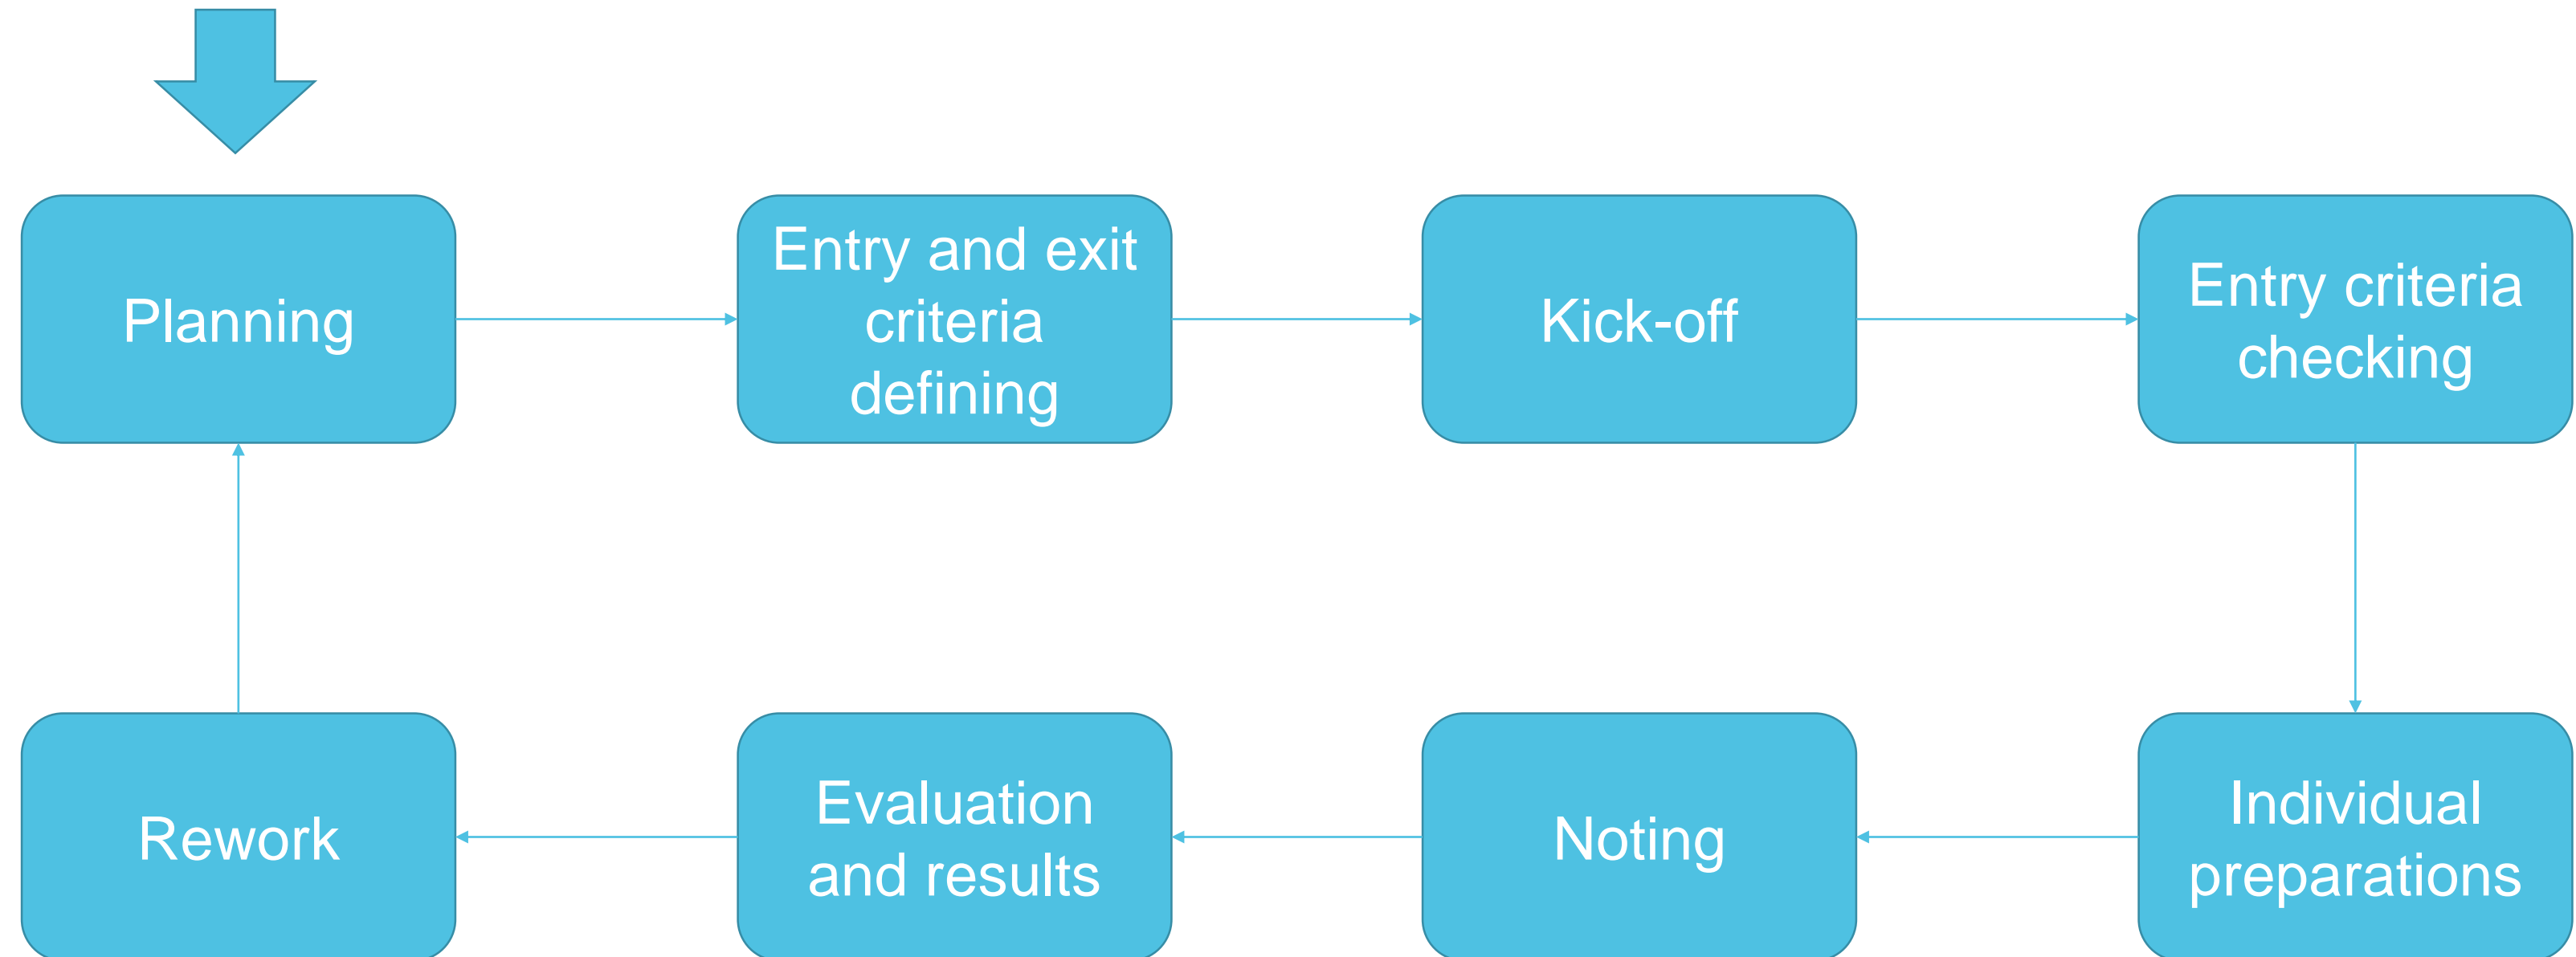 Planning
Entry and exit
criteria
defining
Kick-off
Entry criteria
checking
Rework
Evaluation
and results
Noting
Individual
preparations